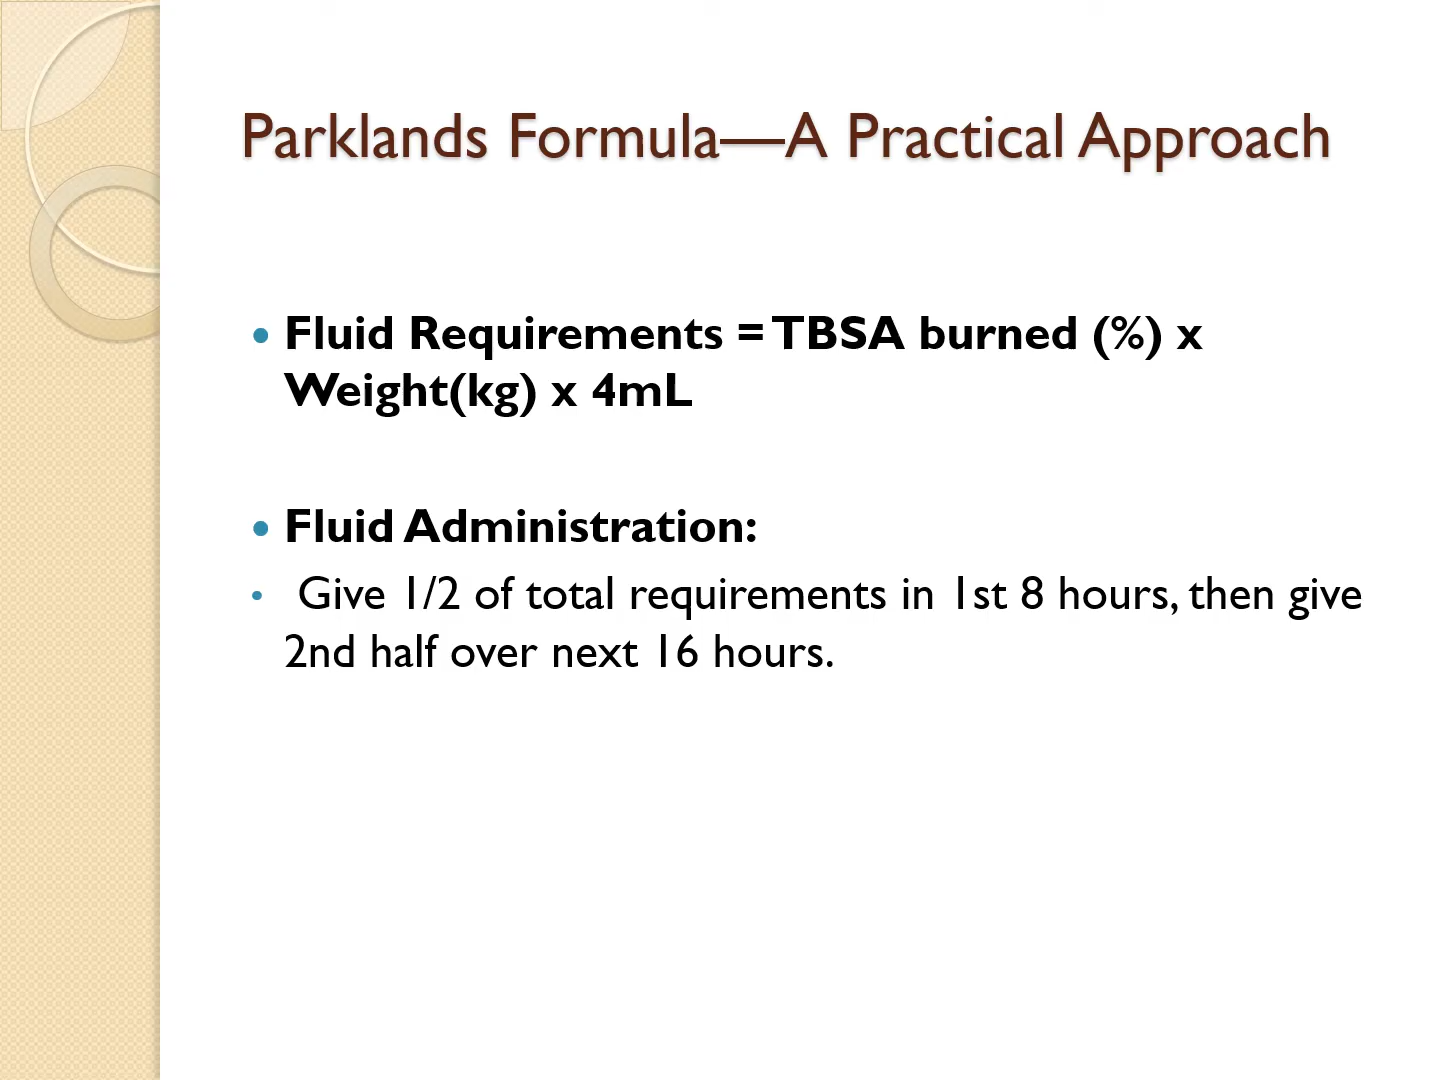 Parklands Formula—A Practical Approach
• Fluid Requirements = TBSA burned (%) x
Weight(kg) x 4mL
• Fluid Administration:
• Give 1/2 of total requirements in 1st 8 hours, then give
2nd half over next 16 hours.